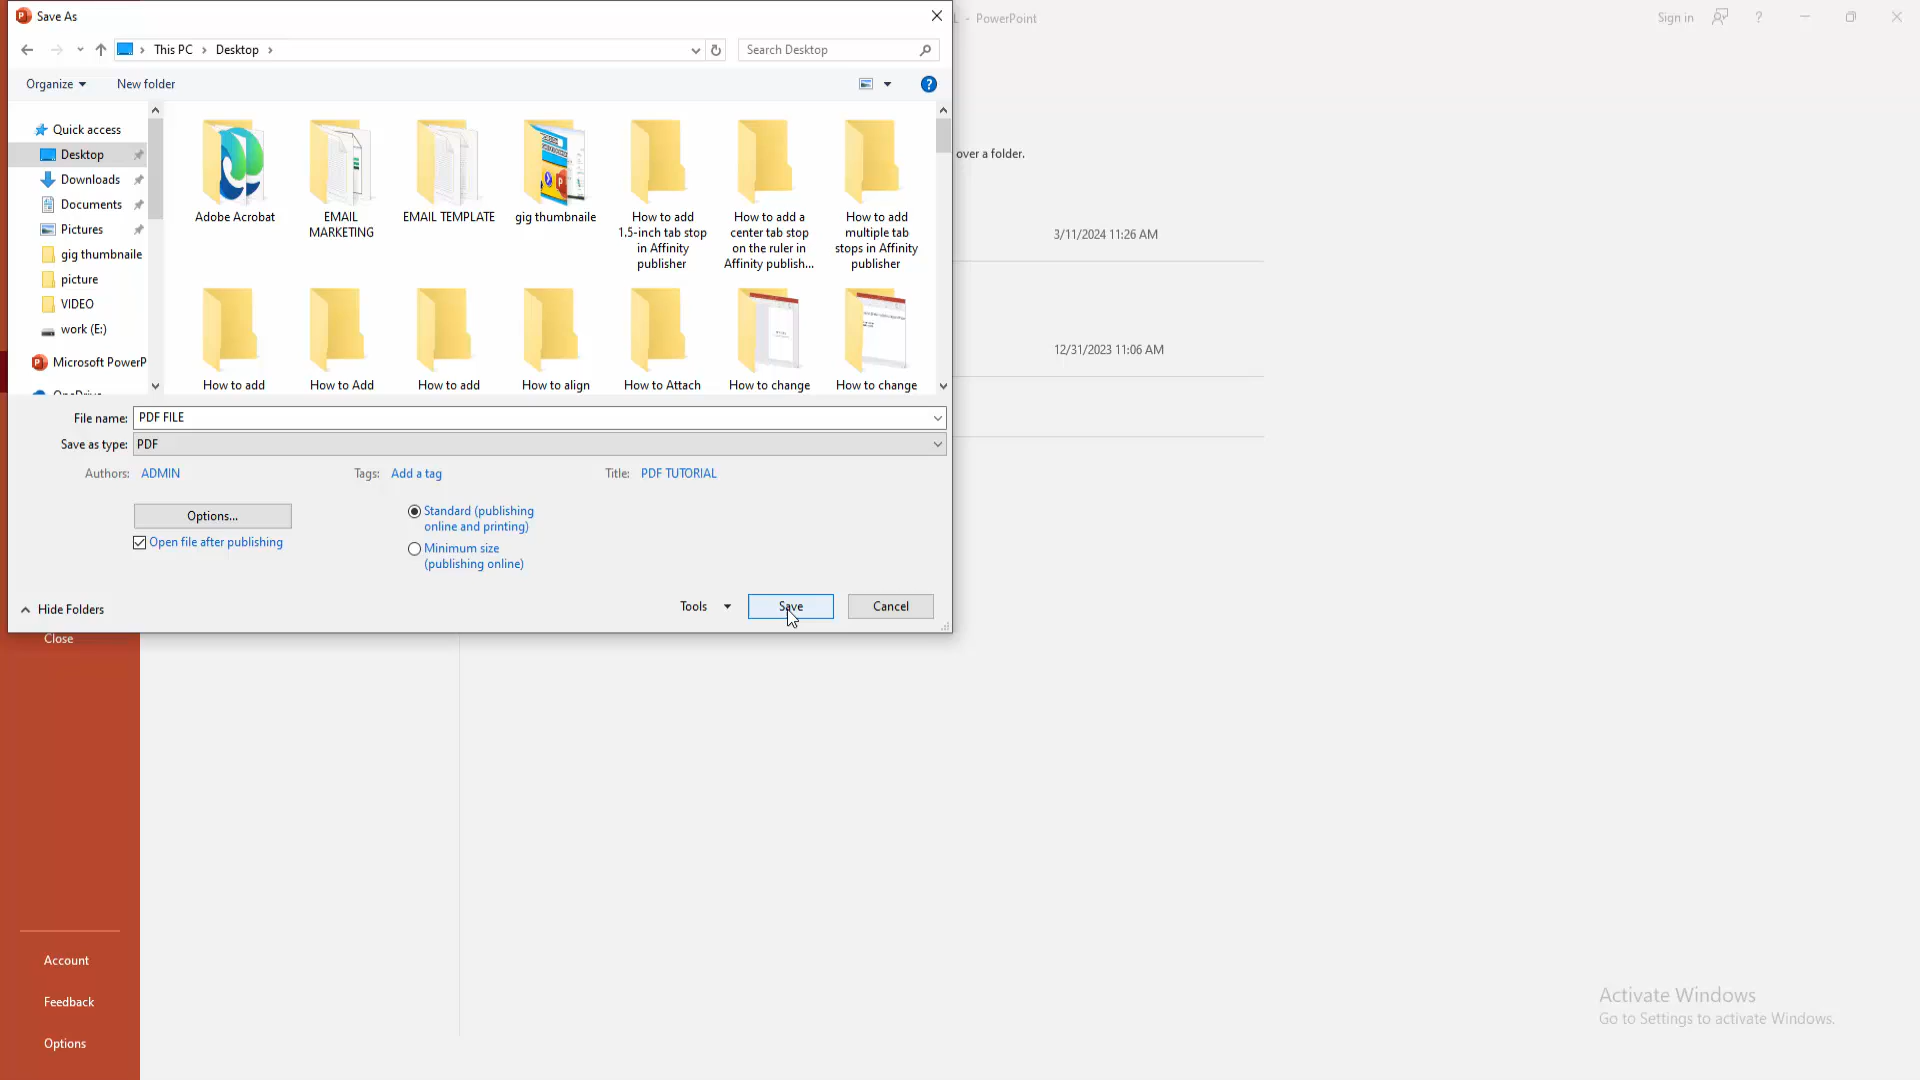 Save As
L - PowerPoint
Sign in
?
This PC > Desktop >
Search Desktop
Organize
New folder
?
Quick access
Desktop
Downloads
Documents
Pictures
gig thumbnaile
picture
VIDEO
work (E:)
Microsoft PowerP
Adobe Acrobat
EMAIL
MARKETING
EMAIL TEMPLATE
gig thumbnaile
How to add
1.5-inch tab stop
in Affinity
publisher
How to add a
center tab stop
on the ruler in
Affinity publish...
How to add
multiple tab
stops in Affinity
publisher
How to add
How to Add
How to add
How to align
How to Attach
How to change
How to change
over a folder.
3/11/2024 11:26 AM
12/31/2023 11:06 AM
File name: PDF FILE
Save as type: PDF
Authors: ADMIN
Tags: Add a tag
Title: PDF TUTORIAL
Options...
Open file after publishing
Standard (publishing
online and printing)
Minimum size
(publishing online)
Hide Folders
Tools
Save
Cancel
Close
Account
Feedback
Options
Activate Windows
Go to Settings to activate Windows.